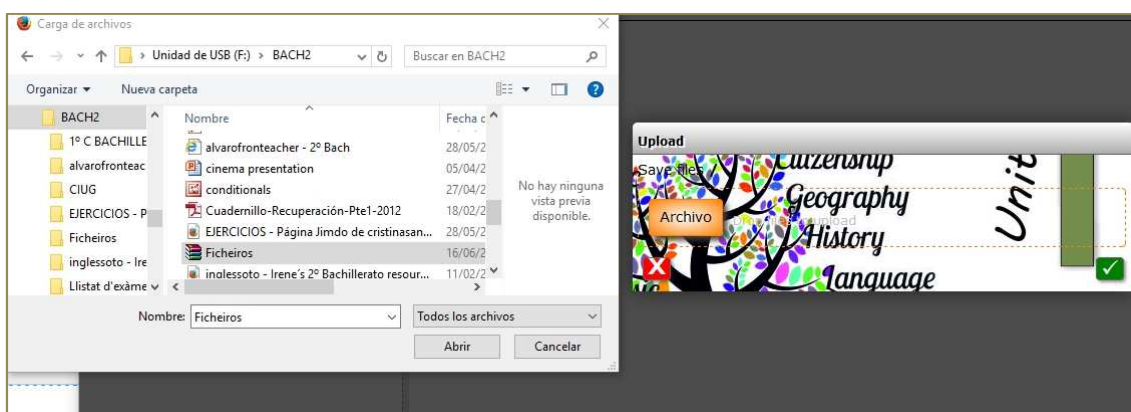 Carga de archivos
Unidad de USB (F:) > BACH2
Buscar en BACH2
Organizar
Nueva carpeta
BACH2
1º C BACHILLE
alvarofronteac
CIUG
EJERCICIOS - P
Ficheiros
inglessoto - Ire
Llistat d'exàme
Nombre
Fecha c
alvarofronteacher - 2º Bach
28/05/2
cinema presentation
05/04/2
conditionals
27/04/2
Cuadernillo-Recuperación-Pte1-2012
18/02/2
EJERCICIOS - Página Jimdo de cristinasan...
28/05/2
Ficheiros
16/06/2
inglessoto - Irene´s 2º Bachillerato resour...
11/02/2
No hay ninguna
vista previa
disponible.
Nombre:
Ficheiros
Todos los archivos
Abrir
Cancelar
Upload
Save files
Archivo
Citizenship
Geography
History
Language
Unit